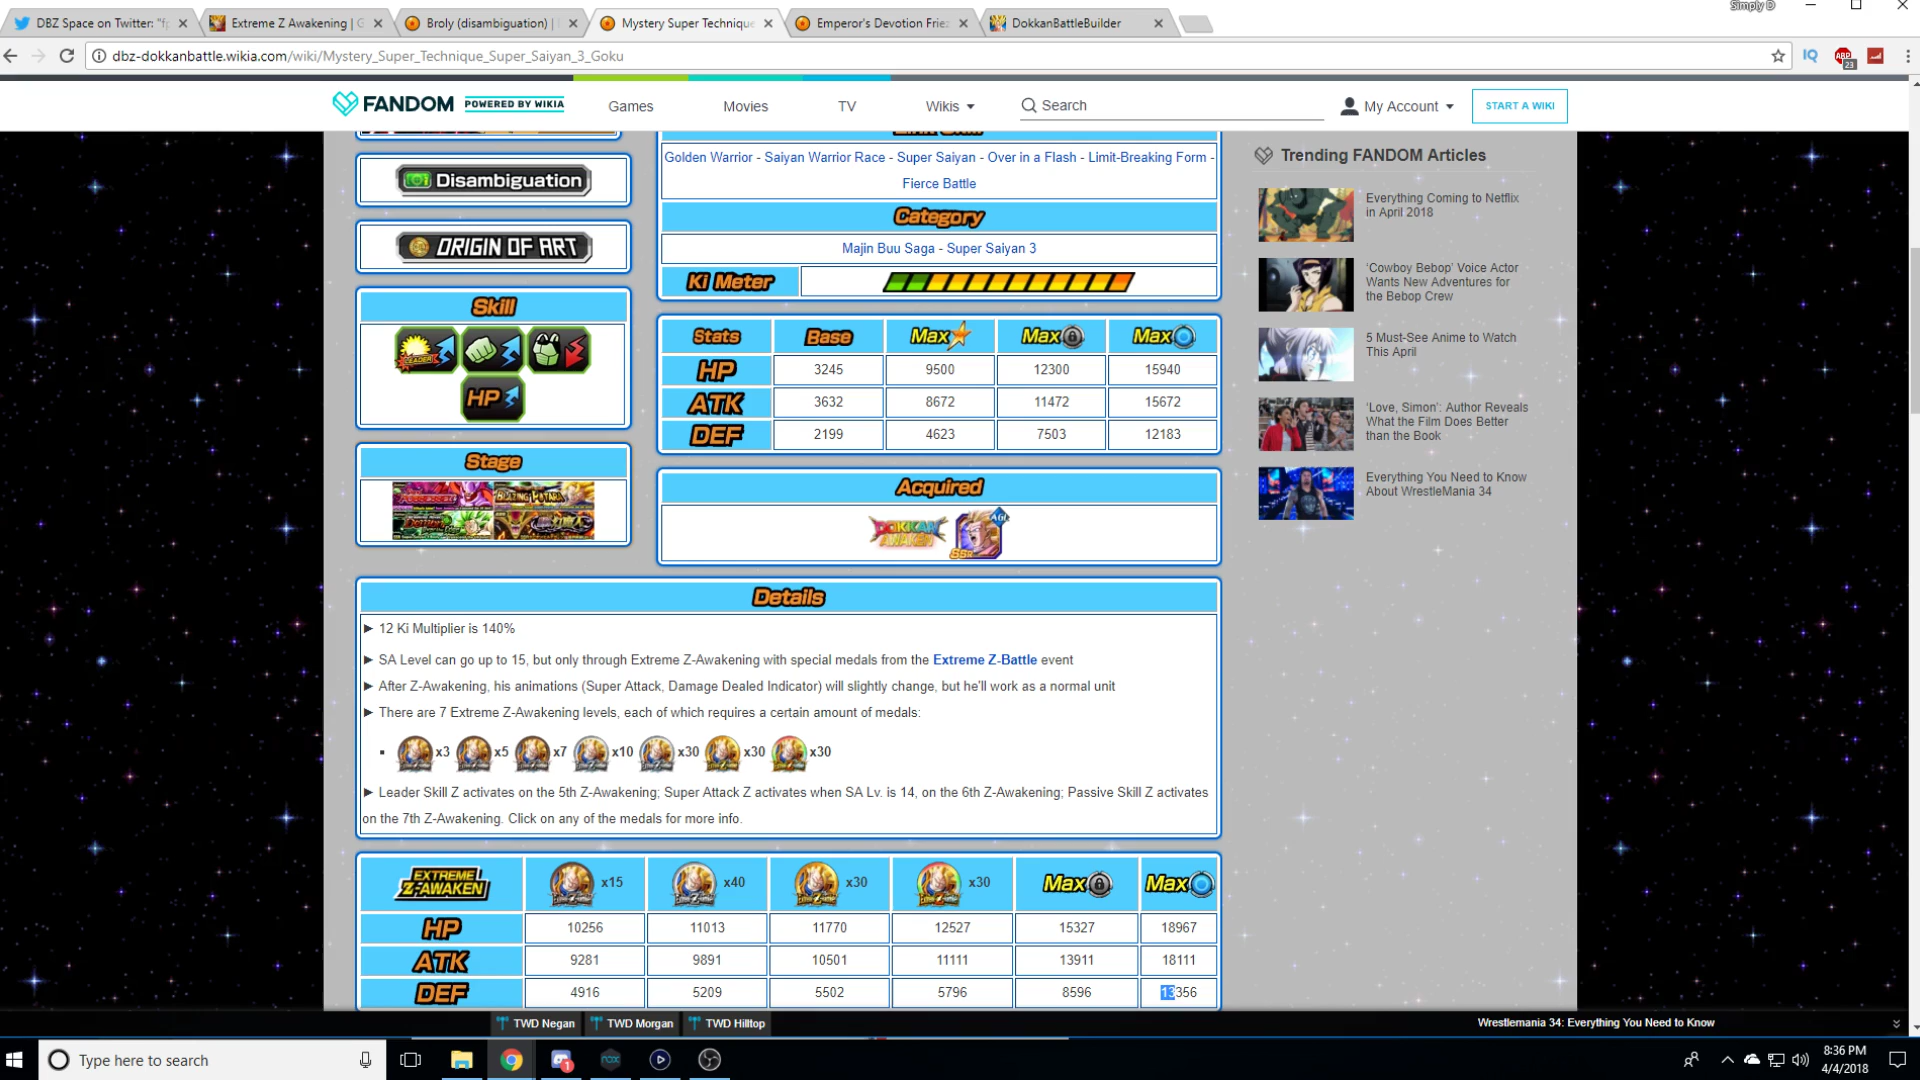 Simply D
DBZ Space on Twitter: "fp
Extreme Z Awakening | G
Broly (disambiguation) |
Mystery Super Technique
Emperor's Devotion Frie
DokkanBattleBuilder
dbz-dokkanbattle.wikia.com/wiki/Mystery_Super_Technique_Super_Saiyan_3_Goku
IQ
ABP
23
FANDOM POWERED BY WIKIA
Games
Movies
TV
Wikis
Search
My Account
START A WIKI
Link Skill
Golden Warrior - Saiyan Warrior Race - Super Saiyan - Over in a Flash - Limit-Breaking Form -
Fierce Battle
Disambiguation
Category
Majin Buu Saga - Super Saiyan 3
ORIGIN OF ART
Ki Meter
Skill
LEADER
HP
Stats Base Max Max Max
HP 3245 9500 12300 15940
ATK 3632 8672 11472 15672
DEF 2199 4623 7503 12183
Stage
Acquired
DOKKAN
AWAKEN
AGL
SSR
Details
► 12 Ki Multiplier is 140%
► SA Level can go up to 15, but only through Extreme Z-Awakening with special medals from the Extreme Z-Battle event
► After Z-Awakening, his animations (Super Attack, Damage Dealed Indicator) will slightly change, but he'll work as a normal unit
► There are 7 Extreme Z-Awakening levels, each of which requires a certain amount of medals:
x3 x5 x7 x10 x30 x30 x30
► Leader Skill Z activates on the 5th Z-Awakening; Super Attack Z activates when SA Lv. is 14, on the 6th Z-Awakening; Passive Skill Z activates
on the 7th Z-Awakening. Click on any of the medals for more info.
EXTREME
Z-AWAKEN
x15 x40 x30 x30 Max Max
HP 10256 11013 11770 12527 15327 18967
ATK 9281 9891 10501 11111 13911 18111
DEF 4916 5209 5502 5796 8596 13356
Trending FANDOM Articles
Everything Coming to Netflix
in April 2018
'Cowboy Bebop' Voice Actor
Wants New Adventures for
the Bebop Crew
5 Must-See Anime to Watch
This April
'Love, Simon': Author Reveals
What the Film Does Better
than the Book
Everything You Need to Know
About WrestleMania 34
TWD Negan
TWD Morgan
TWD Hilltop
Wrestlemania 34: Everything You Need to Know
Type here to search
1
nox
8:36 PM
4/4/2018